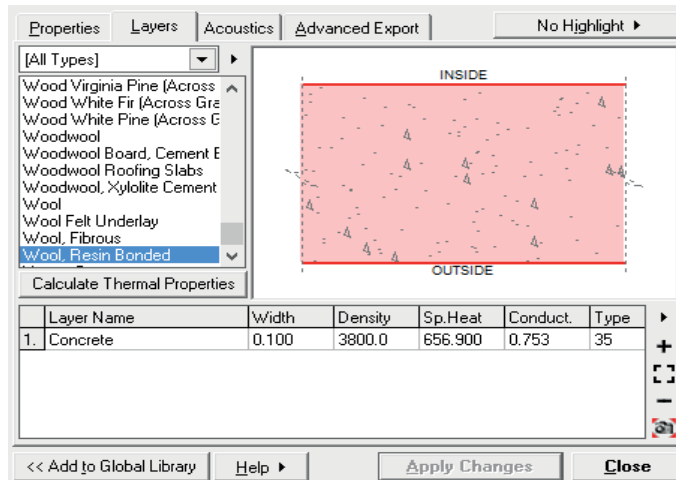 Properties Layers Acoustics Advanced Export No Highlight
[All Types]
Wood Virginia Pine (Across
Wood White Fir (Across Gra
Wood White Pine (Across G
Woodwool
Woodwool Board, Cement B
Woodwool Roofing Slabs
Woodwool, Xylolite Cement
Wool
Wool Felt Underlay
Wool, Fibrous
Wool, Resin Bonded
Calculate Thermal Properties
INSIDE
OUTSIDE
Layer Name Width Density Sp.Heat Conduct. Type
1. Concrete 0.100 3800.0 656.900 0.753 35
<< Add to Global Library Help Apply Changes Close